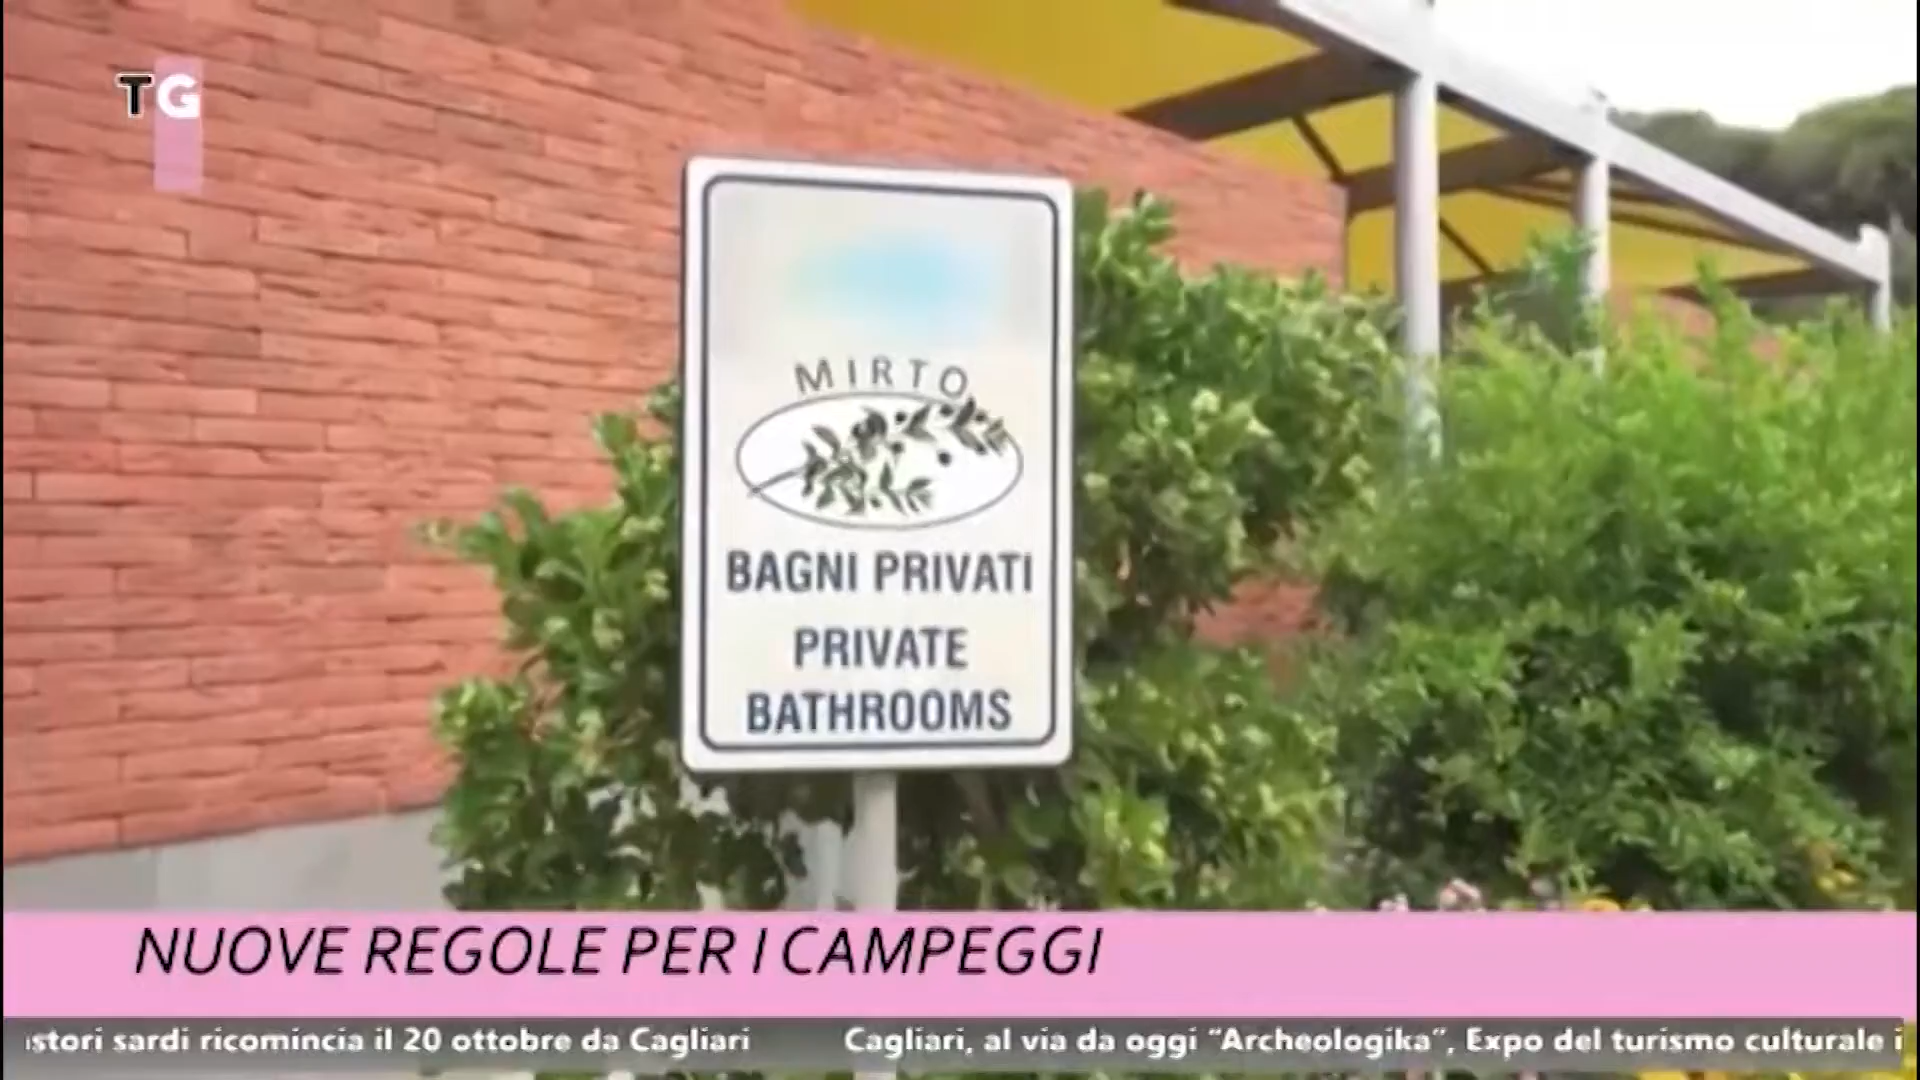 TG
MIRTO
BAGNI PRIVATI
PRIVATE
BATHROOMS
NUOVE REGOLE PER I CAMPEGGI
sardi ricomincia il 20 ottobre da Cagliari
Cagliari, al via da oggi “Archeologika”, Expo del turismo culturale